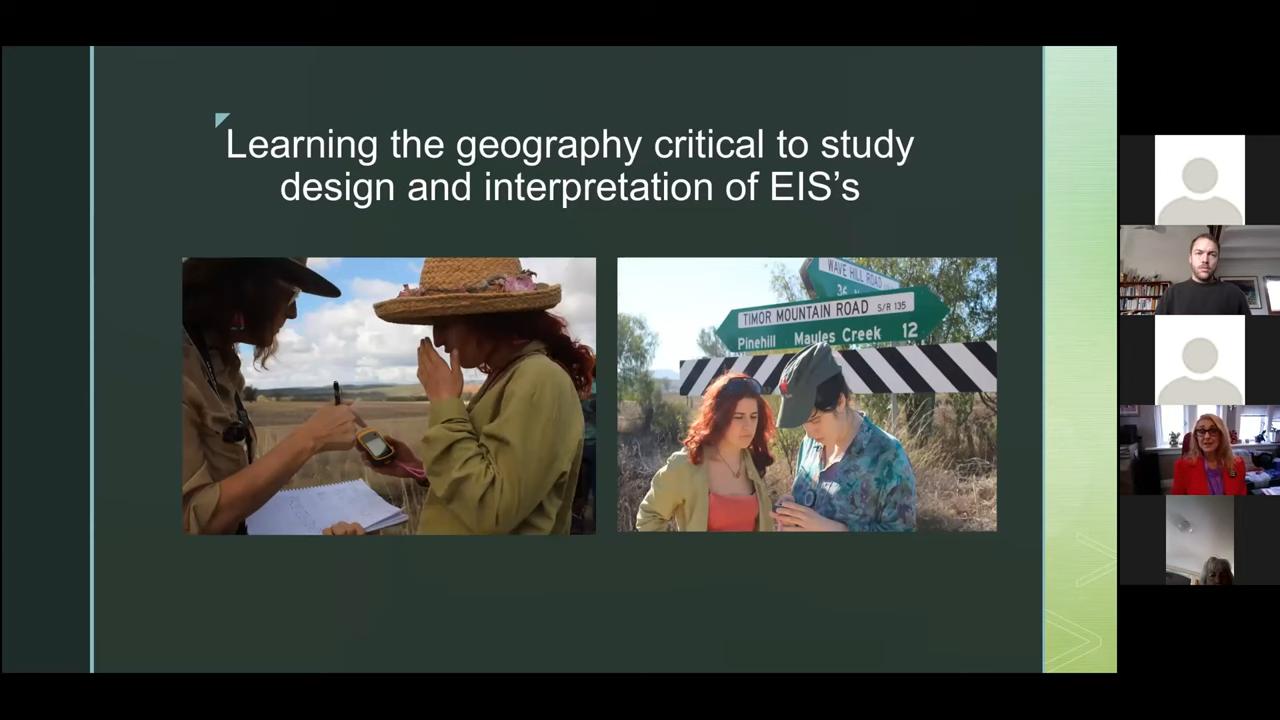 Learning the geography critical to study
design and interpretation of EIS’s
WAVE HILL ROAD
36
TIMOR MOUNTAIN ROAD S/R 135
Pinehill Maules Creek 12